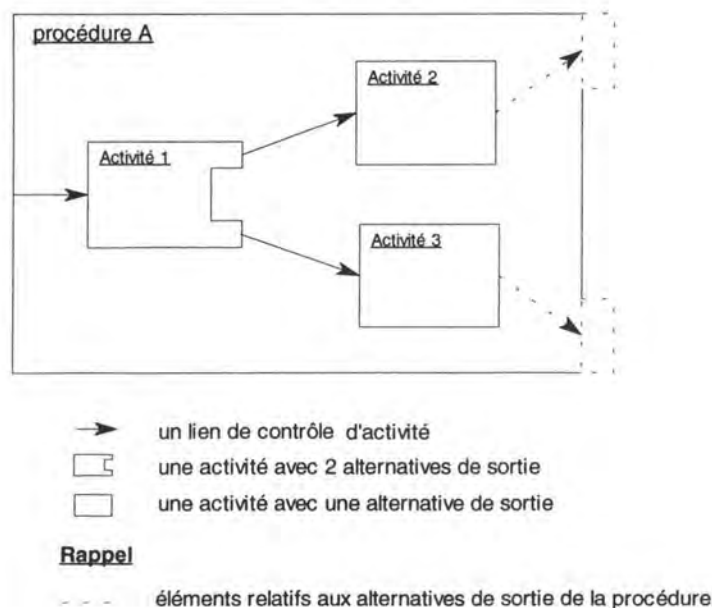 procédure A
Activité 2
Activité 1
Activité 3
un lien de contrôle d'activité
une activité avec 2 alternatives de sortie
une activité avec une alternative de sortie
Rappel
éléments relatifs aux alternatives de sortie de la procédure